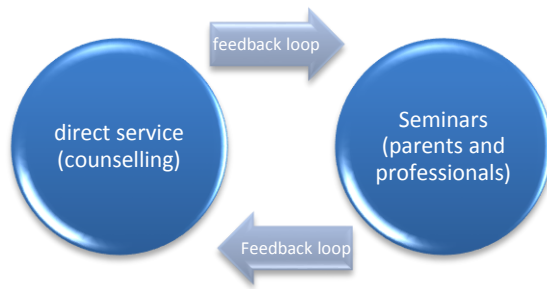 feedback loop
direct service
(counselling)
Seminars
(parents and
professionals)
Feedback loop